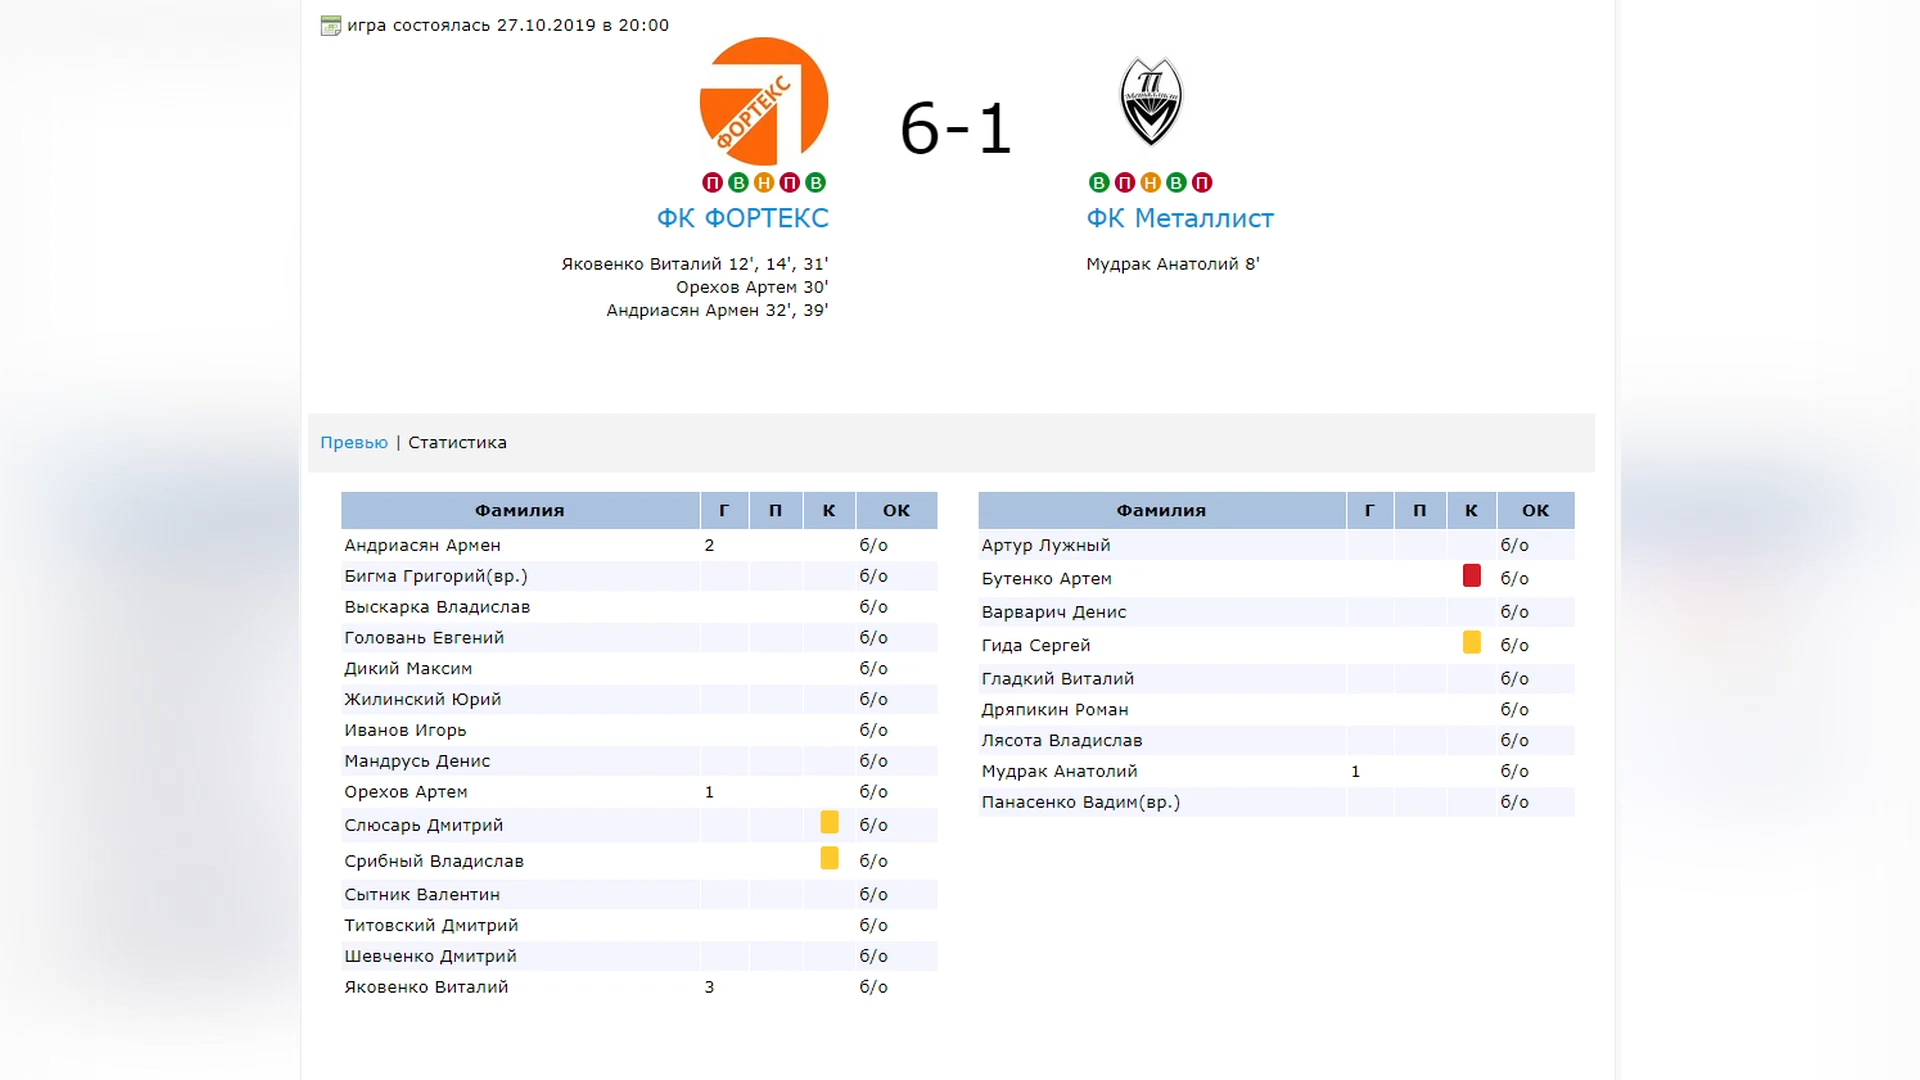 игра состоялась 27.10.2019 в 20:00
ФОРТЕКС
6-1
П
Металлист
П В Н П В
В П Н В П
ФК ФОРТЕКС
ФК Металлист
Яковенко Виталий 12', 14', 31'
Орехов Артем 30'
Андриасян Армен 32', 39'
Мудрак Анатолий 8'
Превью | Статистика
Фамилия Г П К ОК
Андриасян Армен 2 б/о
Бигма Григорий(вр.) б/о
Выскарка Владислав б/о
Головань Евгений б/о
Дикий Максим б/о
Жилинский Юрий б/о
Иванов Игорь б/о
Мандрусь Денис б/о
Орехов Артем 1 б/о
Слюсарь Дмитрий б/о
Срибный Владислав б/о
Сытник Валентин б/о
Титовский Дмитрий б/о
Шевченко Дмитрий б/о
Яковенко Виталий 3 б/о
Фамилия Г П К ОК
Артур Лужный б/о
Бутенко Артем б/о
Варварич Денис б/о
Гида Сергей б/о
Гладкий Виталий б/о
Дряпикин Роман б/о
Лясота Владислав б/о
Мудрак Анатолий 1 б/о
Панасенко Вадим(вр.) б/о